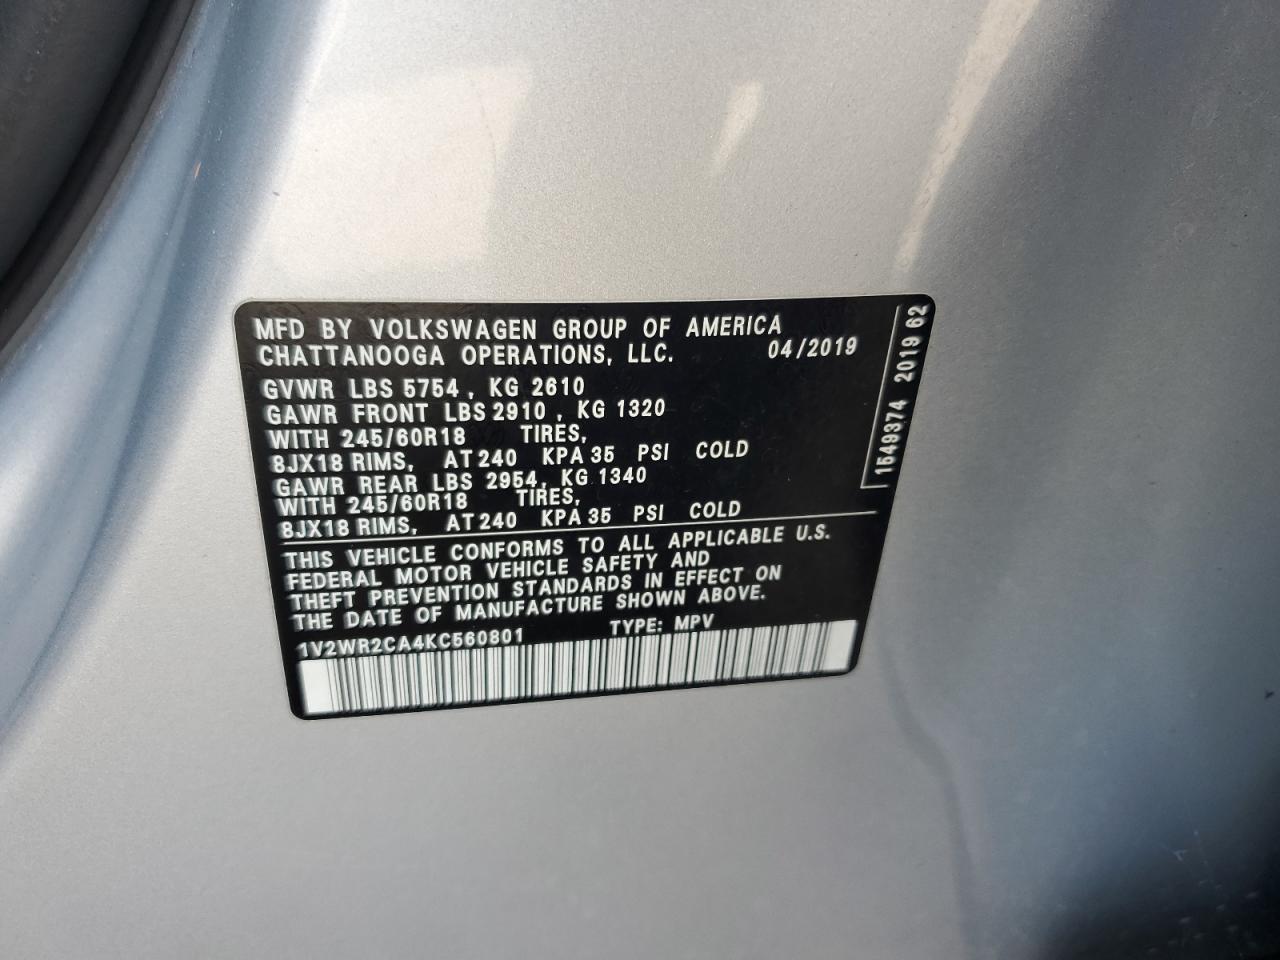 MFD BY VOLKSWAGEN GROUP OF AMERICA
CHATTANOOGA OPERATIONS, LLC. 04/2019
GVWR LBS 5754, KG 2610
GAWR FRONT LBS 2910, KG 1320
WITH 245/60R18 TIRES,
8JX18 RIMS, AT 240 KPA 35 PSI COLD
GAWR REAR LBS 2954, KG 1340
WITH 245/60R18 TIRES,
8JX18 RIMS, AT 240 KPA 35 PSI COLD
THIS VEHICLE CONFORMS TO ALL APPLICABLE U.S.
FEDERAL MOTOR VEHICLE SAFETY AND
THEFT PREVENTION STANDARDS IN EFFECT ON
THE DATE OF MANUFACTURE SHOWN ABOVE.
1V2WR2CA4KC560801 TYPE: MPV
1549374 2019 62